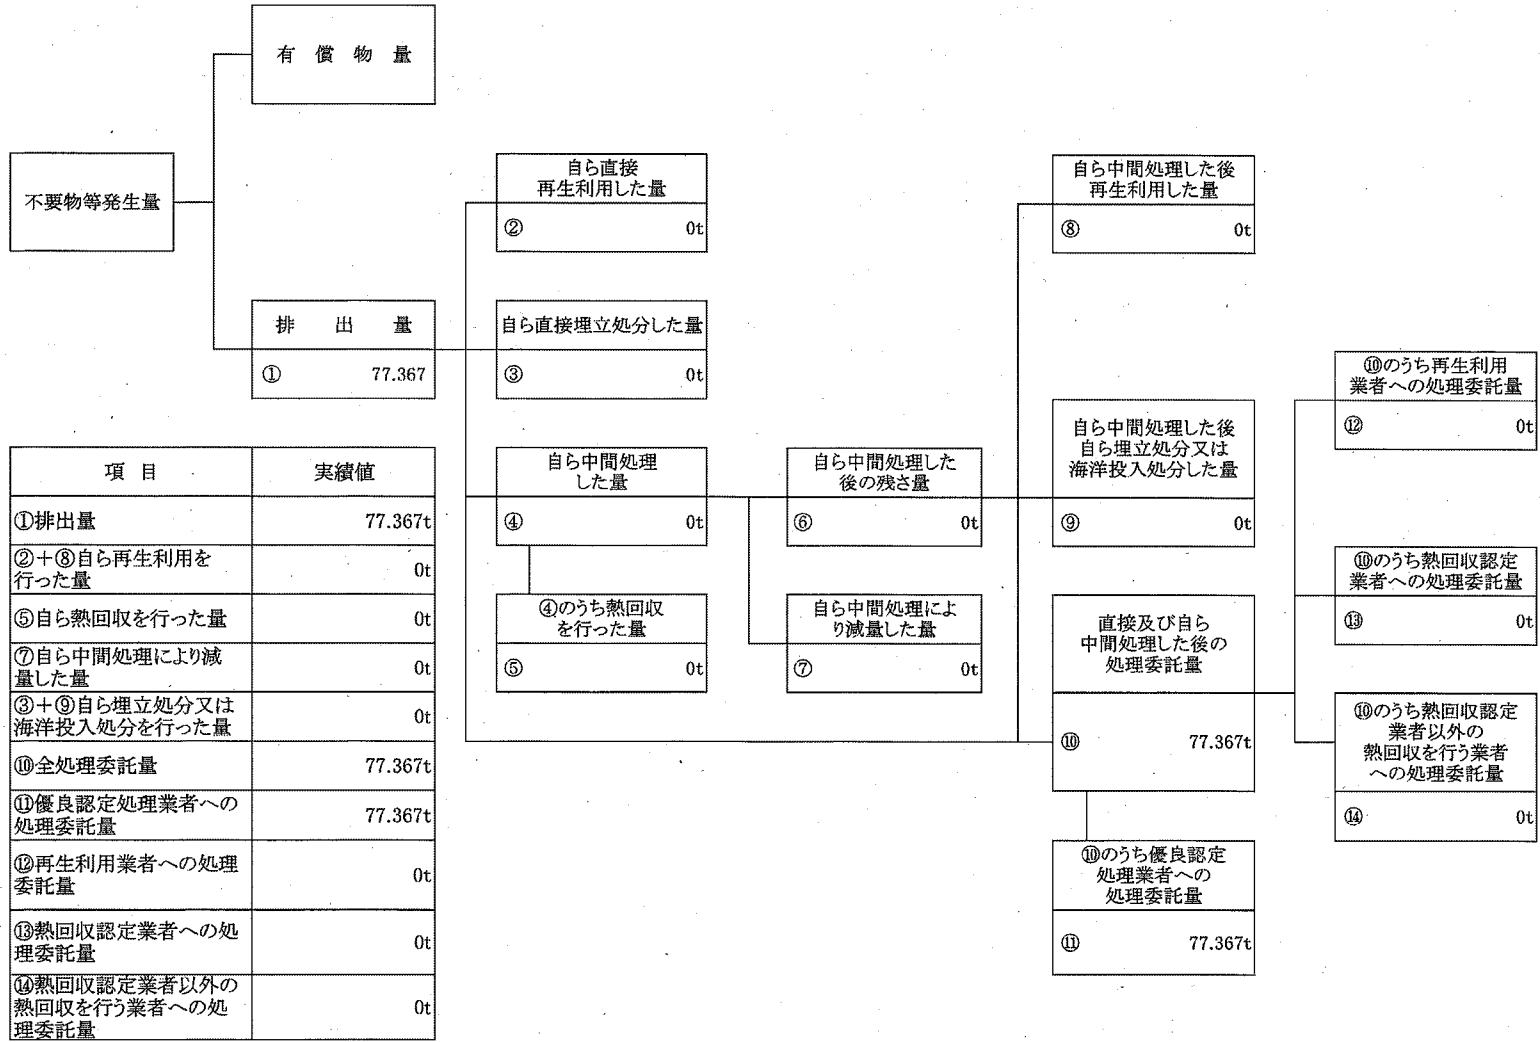 有 償 物 量
不要物等発生量
排 出 量
① 77.367
自ら直接
再生利用した量
② 0t
自ら直接埋立処分した量
③ 0t
自ら中間処理
した量
④ 0t
④のうち熱回収
を行った量
⑤ 0t
自ら中間処理した
後の残さ量
⑥ 0t
自ら中間処理によ
り減量した量
⑦ 0t
自ら中間処理した後
再生利用した量
⑧ 0t
自ら中間処理した後
自ら埋立処分又は
海洋投入処分した量
⑨ 0t
直接及び自ら
中間処理した後の
処理委託量
⑩ 77.367t
⑩のうち優良認定
処理業者への
処理委託量
⑪ 77.367t
⑩のうち再生利用
業者への処理委託量
⑫ 0t
⑩のうち熱回収認定
業者への処理委託量
⑬ 0t
⑩のうち熱回収認定
業者以外の
熱回収を行う業者
への処理委託量
⑭ 0t
項 目 実績値
①排出量 77.367t
②＋⑧自ら再生利用を
行った量 0t
⑤自ら熱回収を行った量 0t
⑦自ら中間処理により減
量した量 0t
③＋⑨自ら埋立処分又は
海洋投入処分を行った量 0t
⑩全処理委託量 77.367t
⑪優良認定処理業者への
処理委託量 77.367t
⑫再生利用業者への処理
委託量 0t
⑬熱回収認定業者への処
理委託量 0t
⑭熱回収認定業者以外の
熱回収を行う業者への処
理委託量 0t